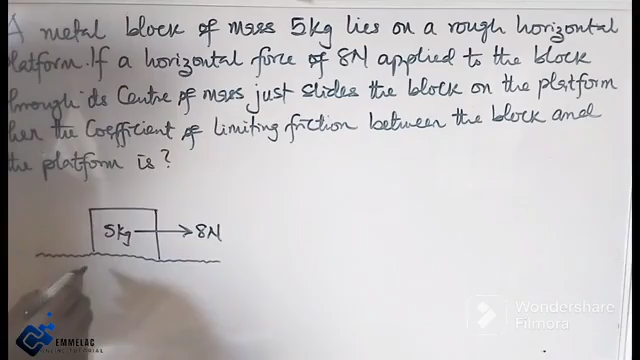 A metal block of mass 5kg lies on a rough horizontal
platform. If a horizontal force of 8N applied to the block
through its Centre of mass just slides the block on the platform
then the Coefficient of limiting friction between the block and
the platform is?
5kg
8N
Wondershare
Filmora
EMMELAC
ONLINE TUTORIAL